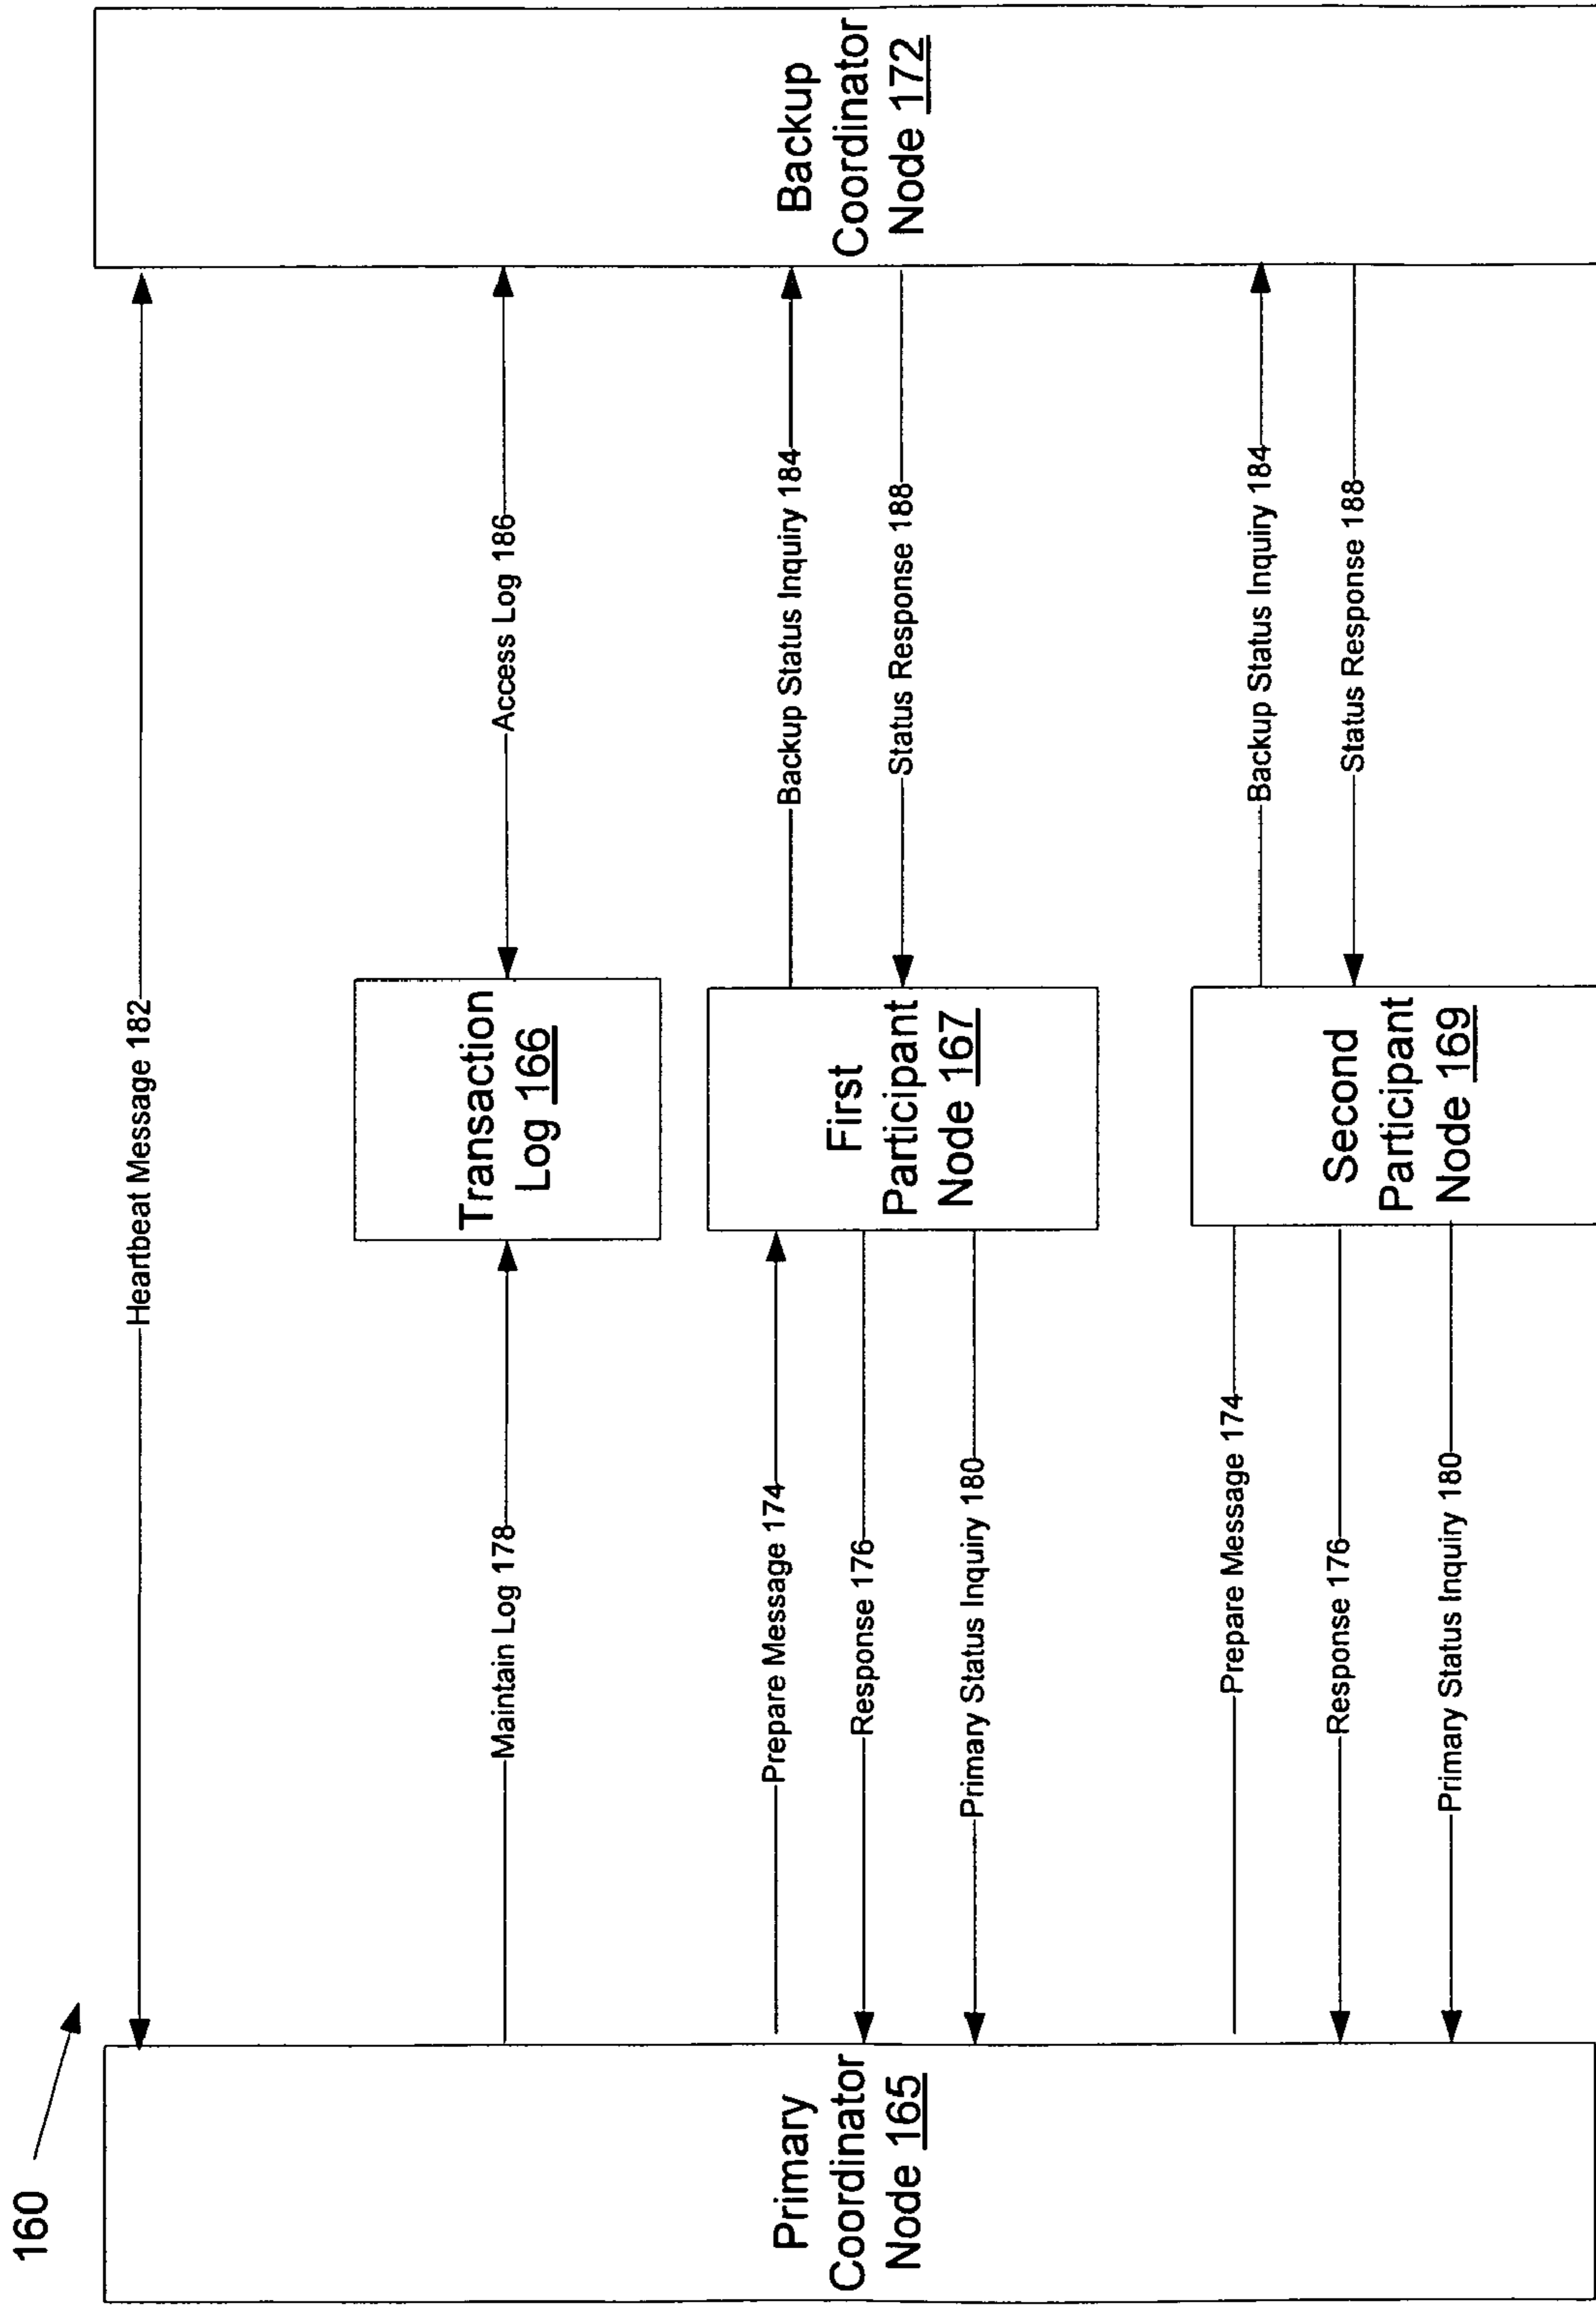 160
Heartbeat Message 182
Maintain Log 178
Transaction
Log 166
Access Log 186
Primary
Coordinator
Node 165
Prepare Message 174
Response 176
Primary Status Inquiry 180
First
Participant
Node 167
Backup Status Inquiry 184
Status Response 188
Backup
Coordinator
Node 172
Prepare Message 174
Response 176
Primary Status Inquiry 180
Second
Participant
Node 169
Backup Status Inquiry 184
Status Response 188